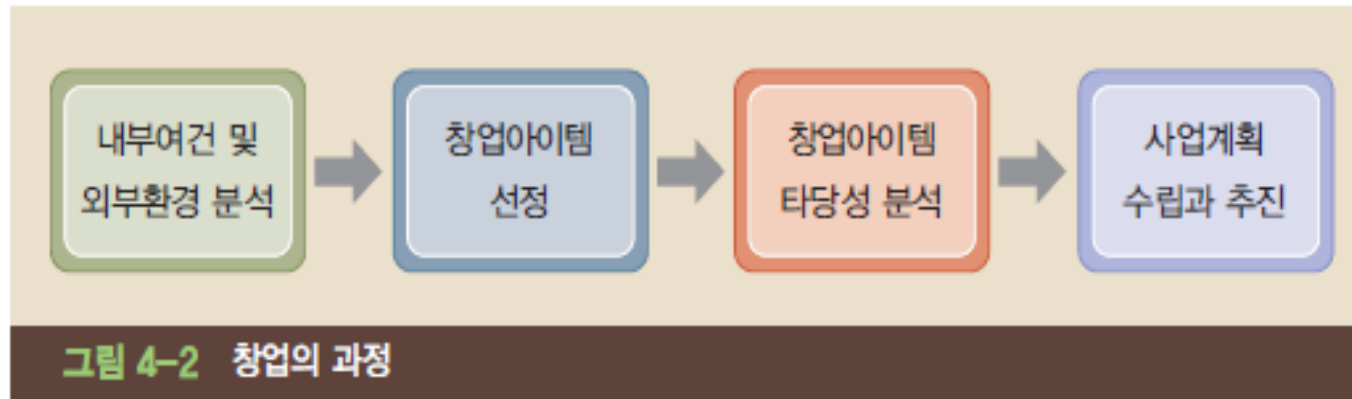 내부여건 및
외부환경 분석
창업아이템
선정
창업아이템
타당성 분석
사업계획
수립과 추진
그림 4-2 창업의 과정